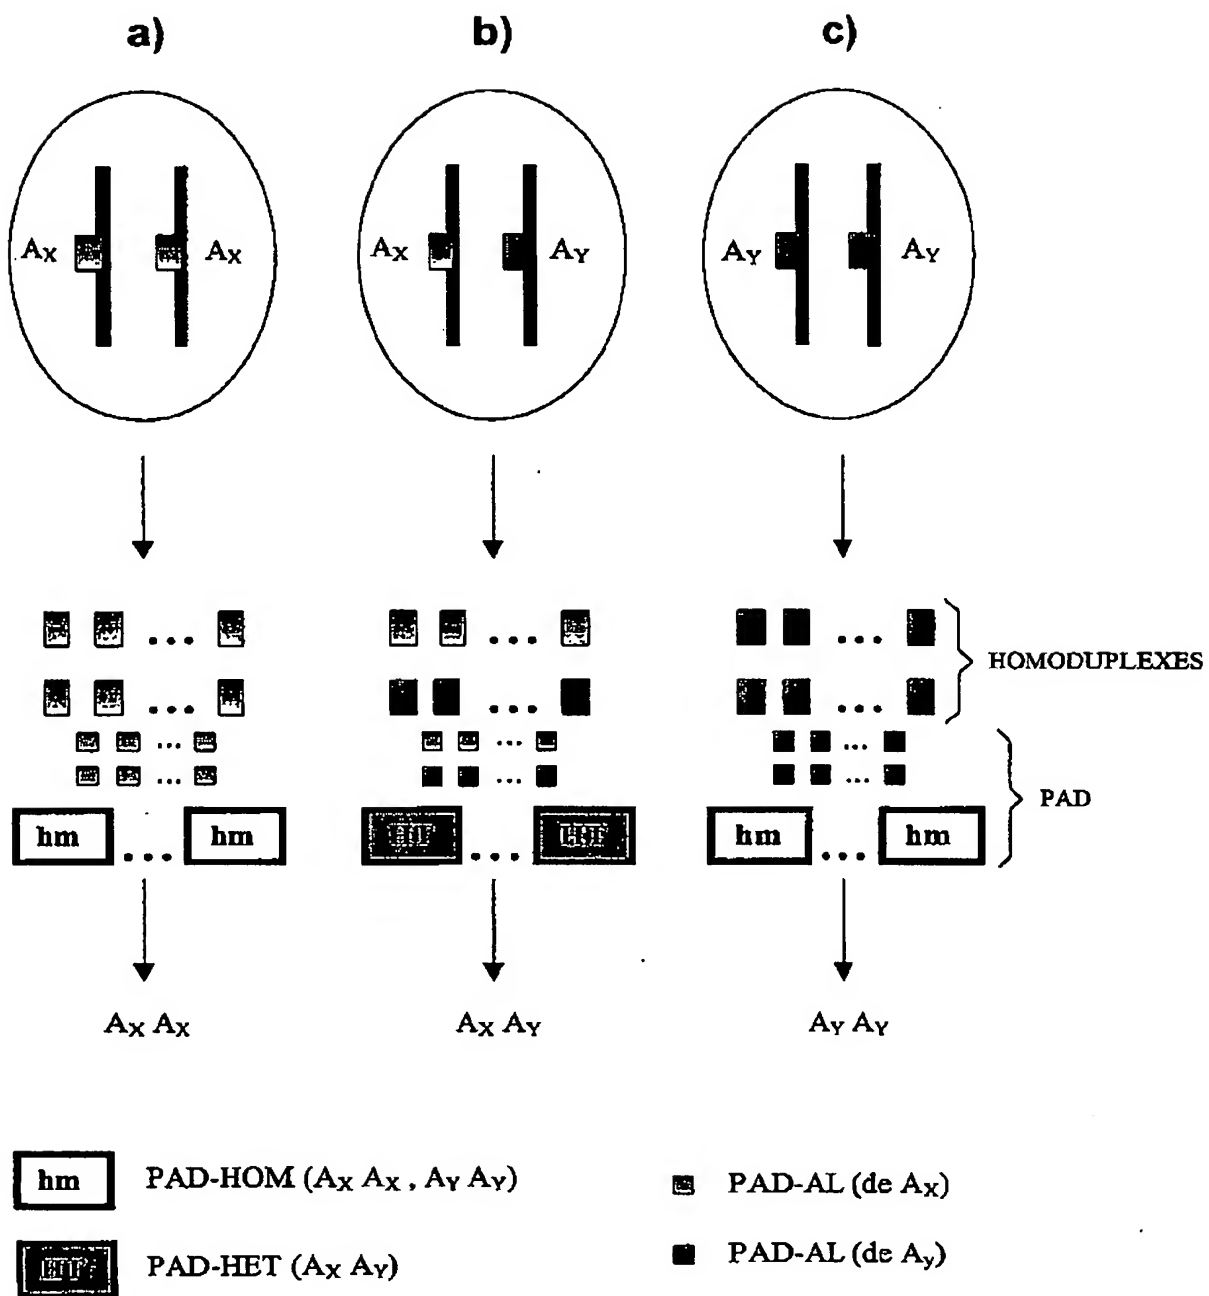 a) b) c)
AX AX AX AY AY AY
HOMODUPLEXES
PAD
hm ... hm ... hm ... hm
AX AX AX AY AY AY
hm PAD-HOM (AX AX , AY AY) PAD-AL (de AX)
PAD-HET (AX AY) PAD-AL (de Ay)